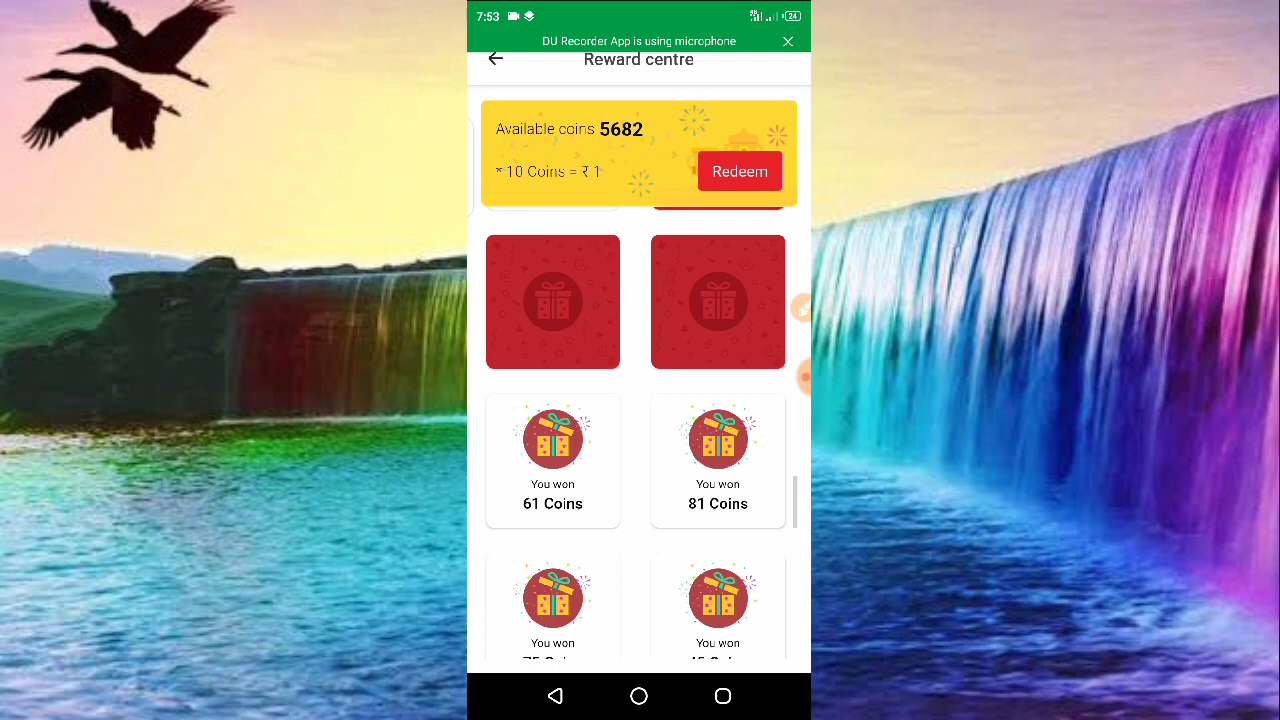 7:53
24
DU Recorder App is using microphone
Reward centre
Available coins 5682
* 10 Coins = ₹ 1
Redeem
You won
61 Coins
You won
81 Coins
You won
You won